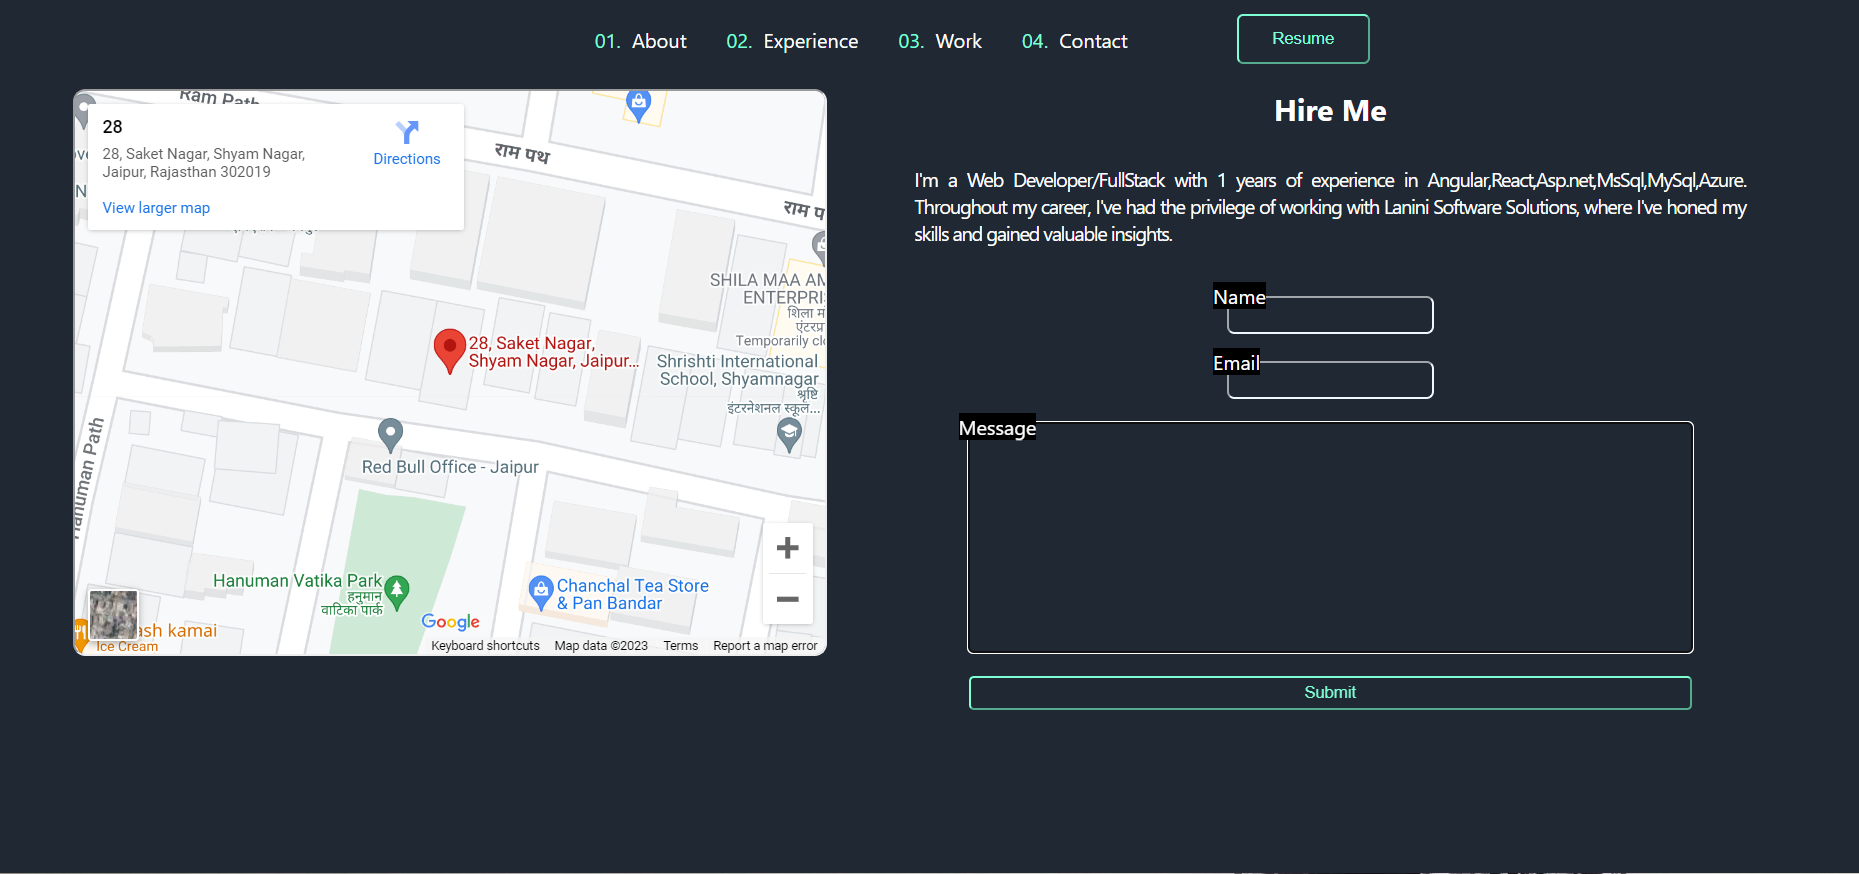 01. About 02. Experience 03. Work 04. Contact Resume
Ram Path
28
28, Saket Nagar, Shyam Nagar,
Jaipur, Rajasthan 302019
Directions
View larger map
राम पथ
राम प
SHILA MAA AM
ENTERPRI
शिला म
एंटरप्र
Temporarily cl
28, Saket Nagar,
Shyam Nagar, Jaipur...
Shrishti International
School, Shyamnagar
श्रृष्टि
इंटरनेशनल स्कूल...
Hanuman Path
Red Bull Office - Jaipur
Hanuman Vatika Park
हनुमान
वाटिका पार्क
Chanchal Tea Store
& Pan Bandar
ash kamai
Ice Cream
Google
Keyboard shortcuts Map data ©2023 Terms Report a map error
Hire Me
I'm a Web Developer/FullStack with 1 years of experience in Angular,React,Asp.net,MsSql,MySql,Azure.
Throughout my career, I've had the privilege of working with Lanini Software Solutions, where I've honed my
skills and gained valuable insights.
Name
Email
Message
Submit